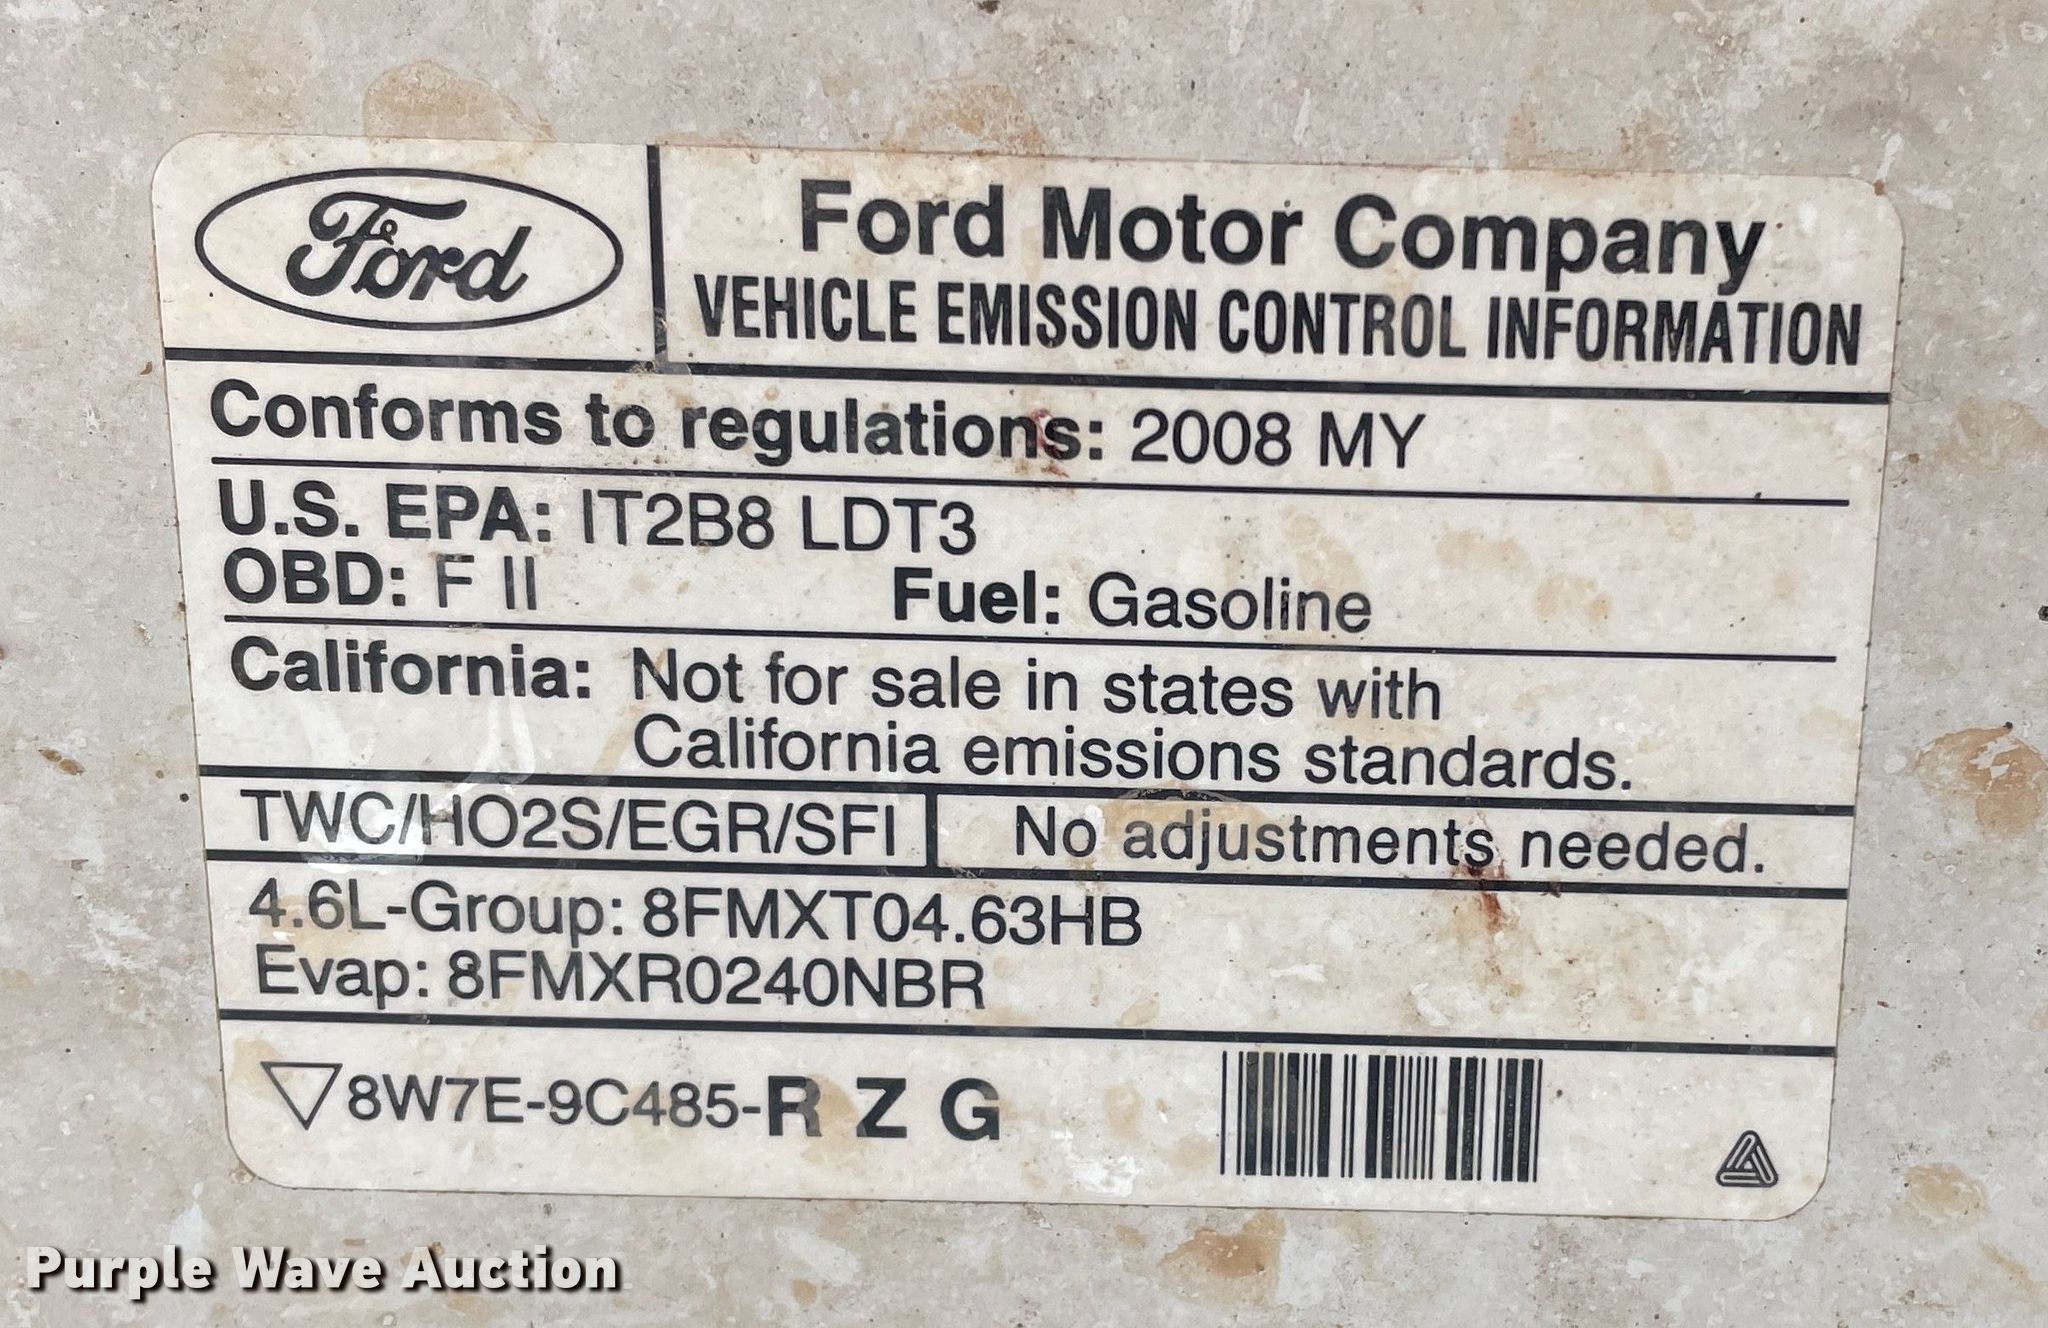 Ford
Ford Motor Company
VEHICLE EMISSION CONTROL INFORMATION
Conforms to regulations: 2008 MY
U.S. EPA: IT2B8 LDT3
OBD: F II Fuel: Gasoline
California: Not for sale in states with
California emissions standards.
TWC/HO2S/EGR/SFI No adjustments needed.
4.6L-Group: 8FMXT04.63HB
Evap: 8FMXR0240NBR
8W7E-9C485-R Z G
Purple Wave Auction